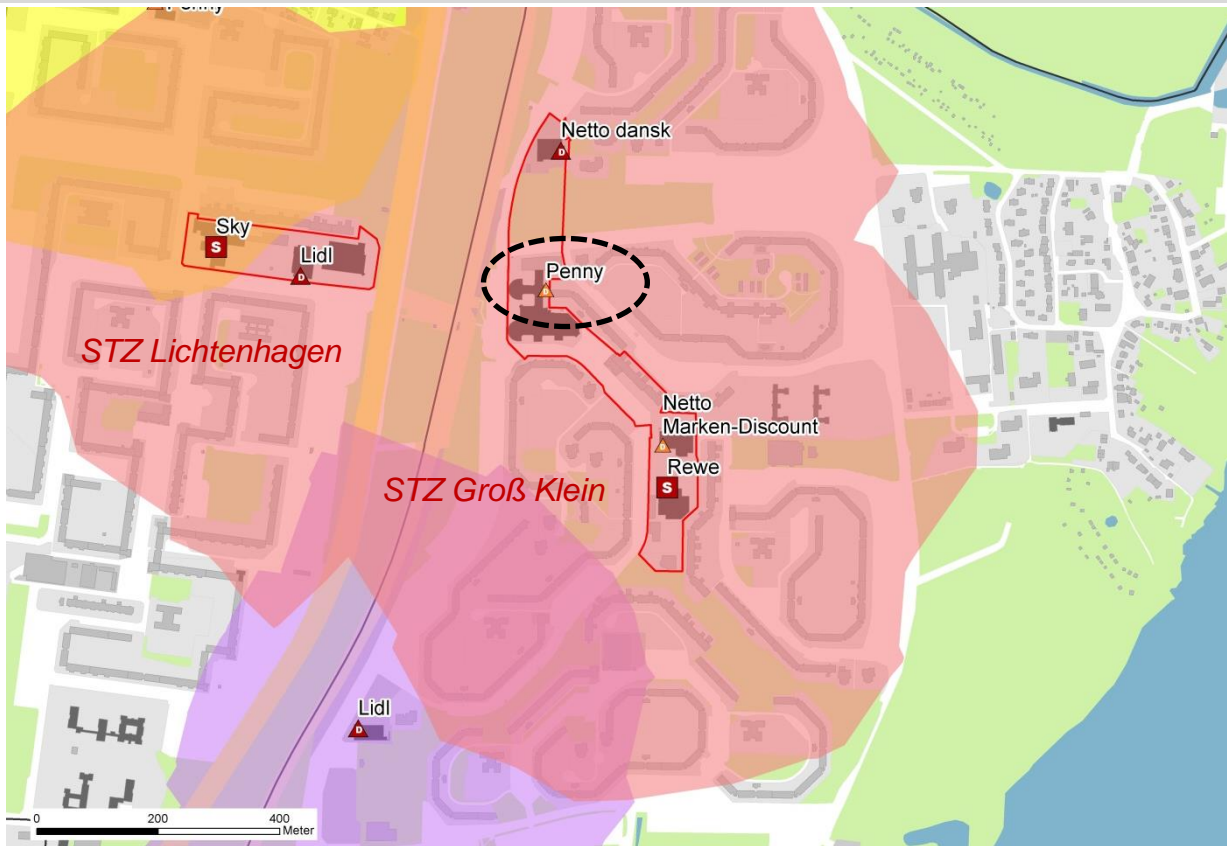 Penny
Netto dansk
Sky
S
Lidl
D
D
Penny
D
STZ Lichtenhagen
Netto
Marken-Discount
D
Rewe
S
STZ Groß Klein
Lidl
D
0 200 400
Meter